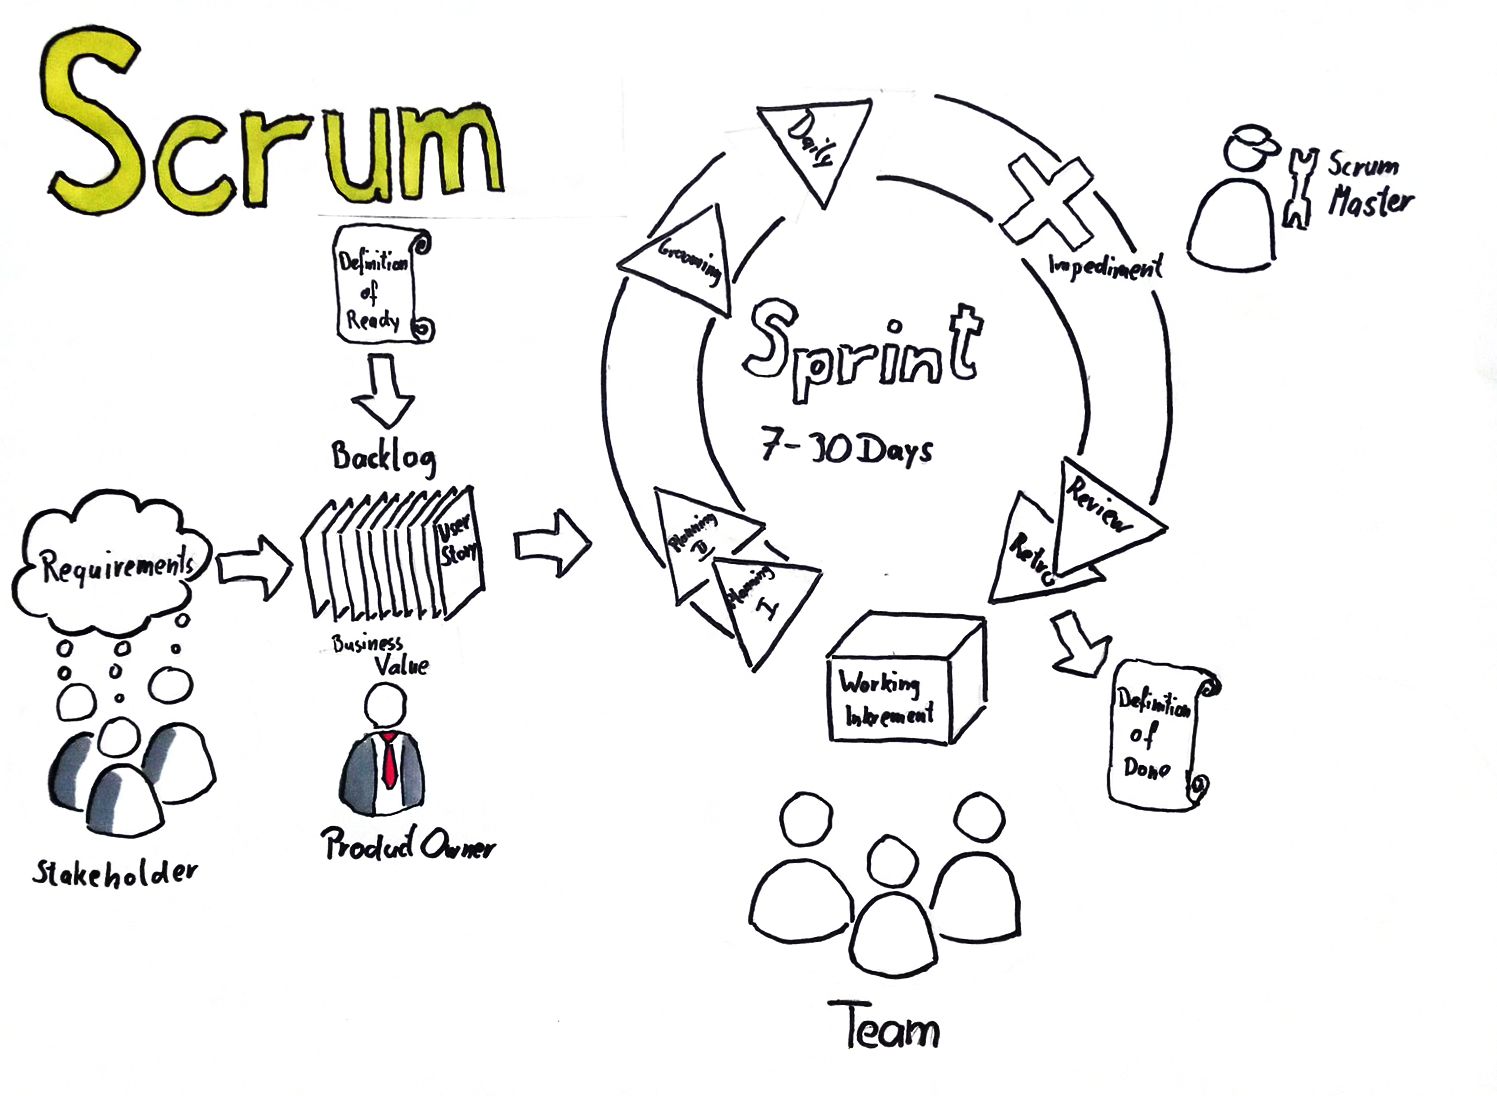 Scrum
Definition
of
Ready
Backlog
Requirements
User
Story
Business
Value
Stakeholder
Product Owner
Daily
Grooming
Sprint
7-30 Days
Planning
II
Planning
I
Impediment
Scrum
Master
Review
Retro
Working
Inkrement
Definition
of
Done
Team